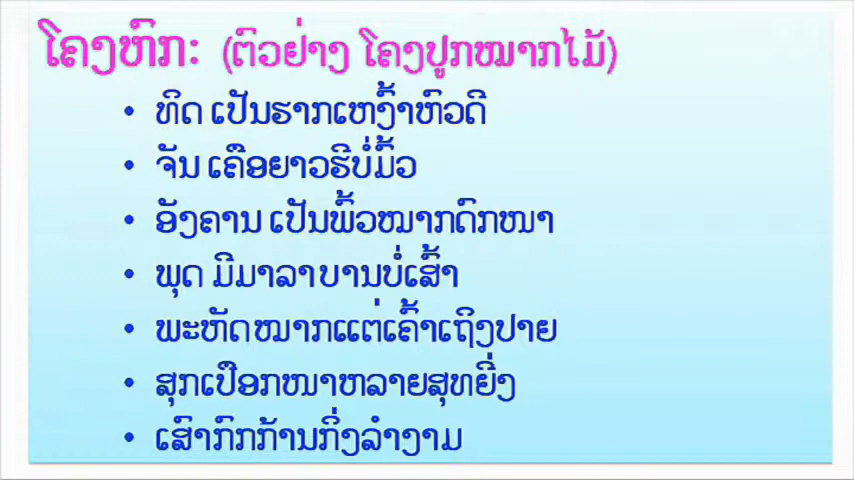 ໂຄງຫົກ: (ຕົວຢ່າງ ໂຄງປູກໝາກໄມ້)
• ທິດ ເປັນຮາກເຫງົ້າຫົວດີ
• ຈັນ ເຄືອຍາວຮີບໍ່ມົ້ວ
• ອັງຄານ ເປັນພົ້ວໝາກດົກໜາ
• ພຸດ ມີມາລາບານບໍ່ເສົ້າ
• ພະຫັດໝາກແຕ່ເຄົ້າເຖິງປາຍ
• ສຸກເປືອກໜາຫລາຍສຸທຍິ່ງ
• ເສົາກົກກ້ານກິ່ງລຳງາມ